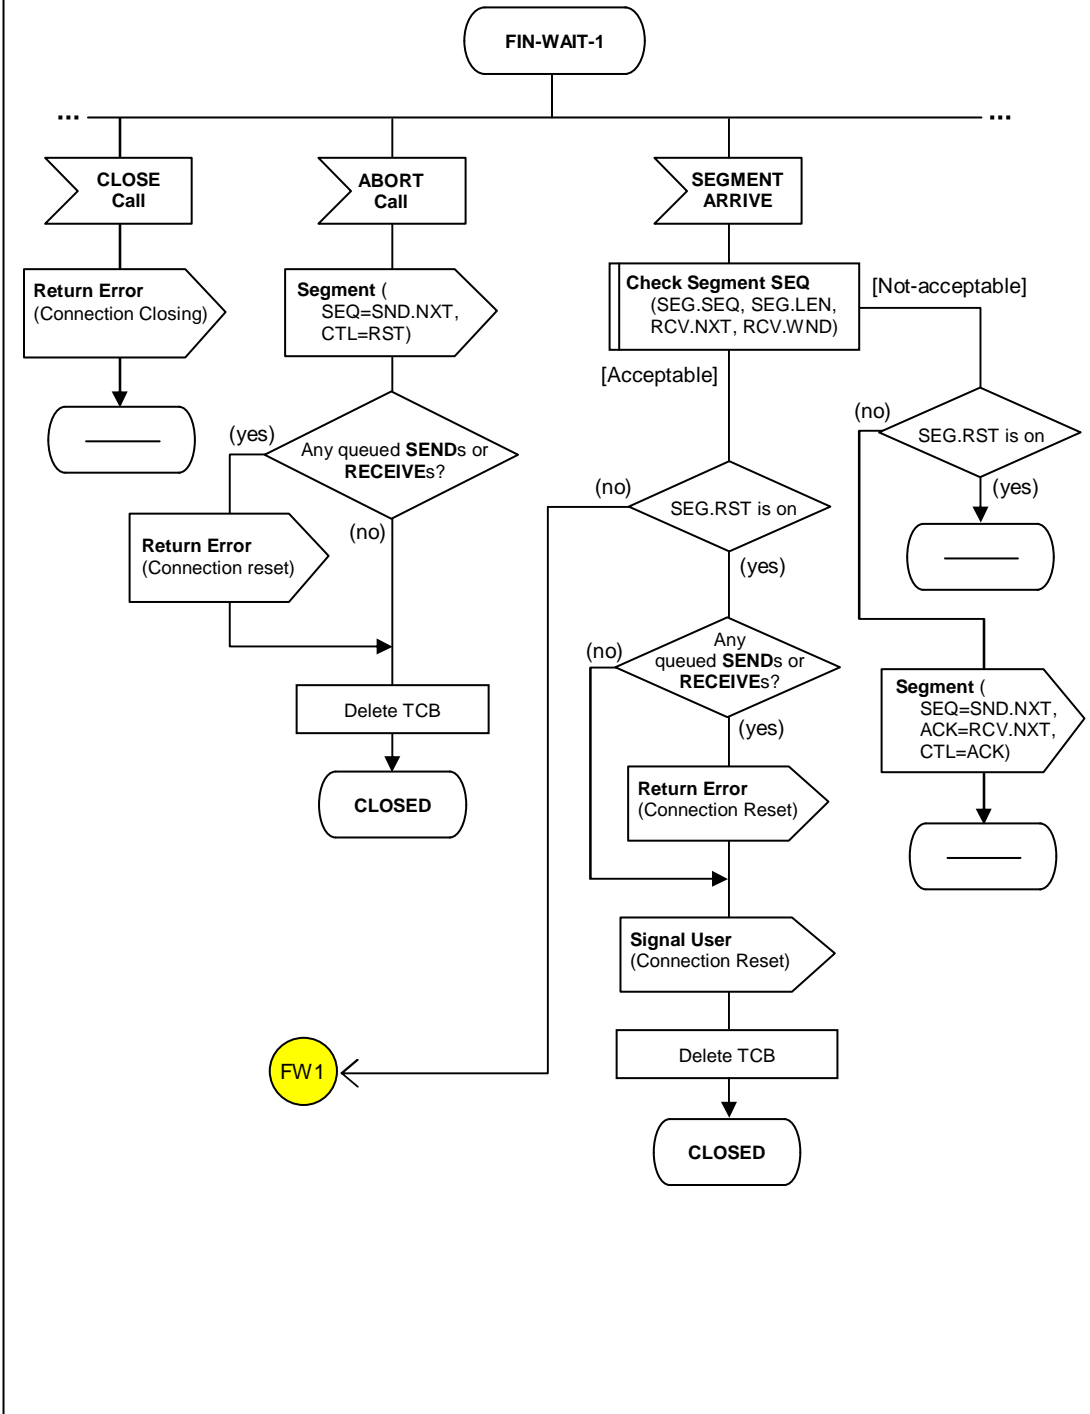 FIN-WAIT-1
...
...
CLOSE
Call
ABORT
Call
SEGMENT
ARRIVE
Return Error
(Connection Closing)
Segment (
SEQ=SND.NXT,
CTL=RST)
Check Segment SEQ
(SEG.SEQ, SEG.LEN,
RCV.NXT, RCV.WND)
[Not-acceptable]
[Acceptable]
(yes)
Any queued SENDs or
RECEIVEs?
(no)
Return Error
(Connection reset)
Delete TCB
CLOSED
(no)
SEG.RST is on
(yes)
(no)
SEG.RST is on
(yes)
(no)
Any
queued SENDs or
RECEIVEs?
(yes)
Segment (
SEQ=SND.NXT,
ACK=RCV.NXT,
CTL=ACK)
Return Error
(Connection Reset)
Signal User
(Connection Reset)
FW1
Delete TCB
CLOSED